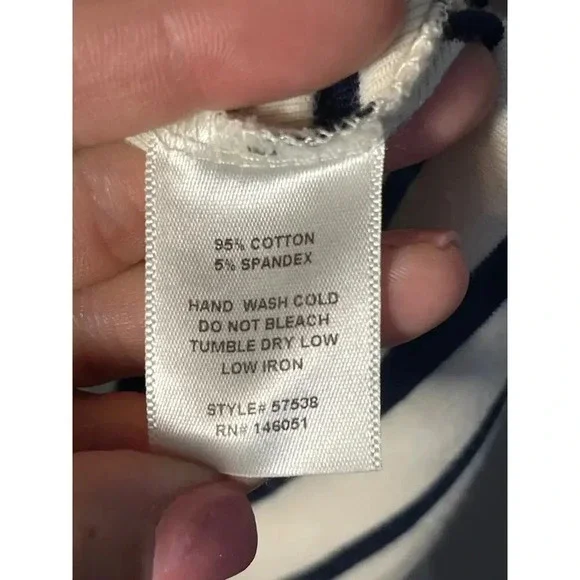 95% COTTON
5% SPANDEX
HAND WASH COLD
DO NOT BLEACH
TUMBLE DRY LOW
LOW IRON
STYLE# 57538
RN# 146051